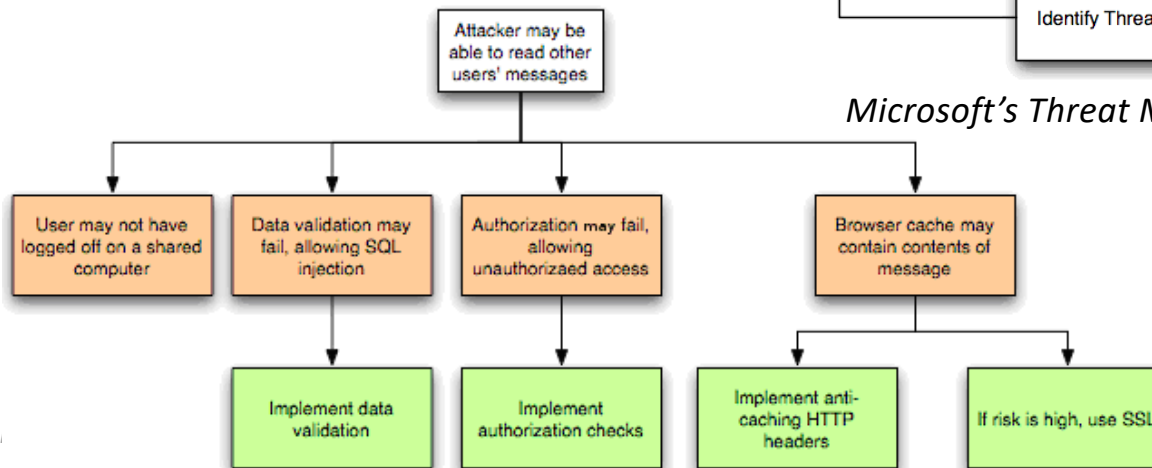 Identify Threa
Microsoft's Threat M
Attacker may be
able to read other
users' messages
User may not have
logged off on a shared
computer
Data validation may
fail, allowing SQL
injection
Authorization may fail,
allowing
unauthorizaed access
Browser cache may
contain contents of
message
Implement data
validation
Implement
authorization checks
Implement anti-
caching HTTP
headers
If risk is high, use SSL